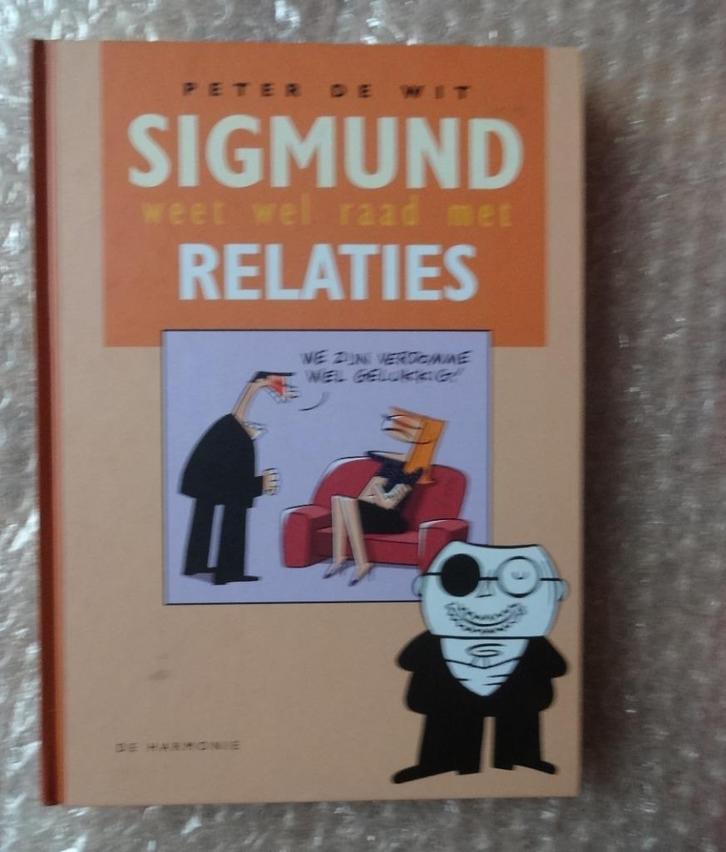 PETER DE WIT
SIGMUND
weet wel raad met
RELATIES
WE ZIJN VERDOMME
WEL GELUKKIG!
DE HARMONIE